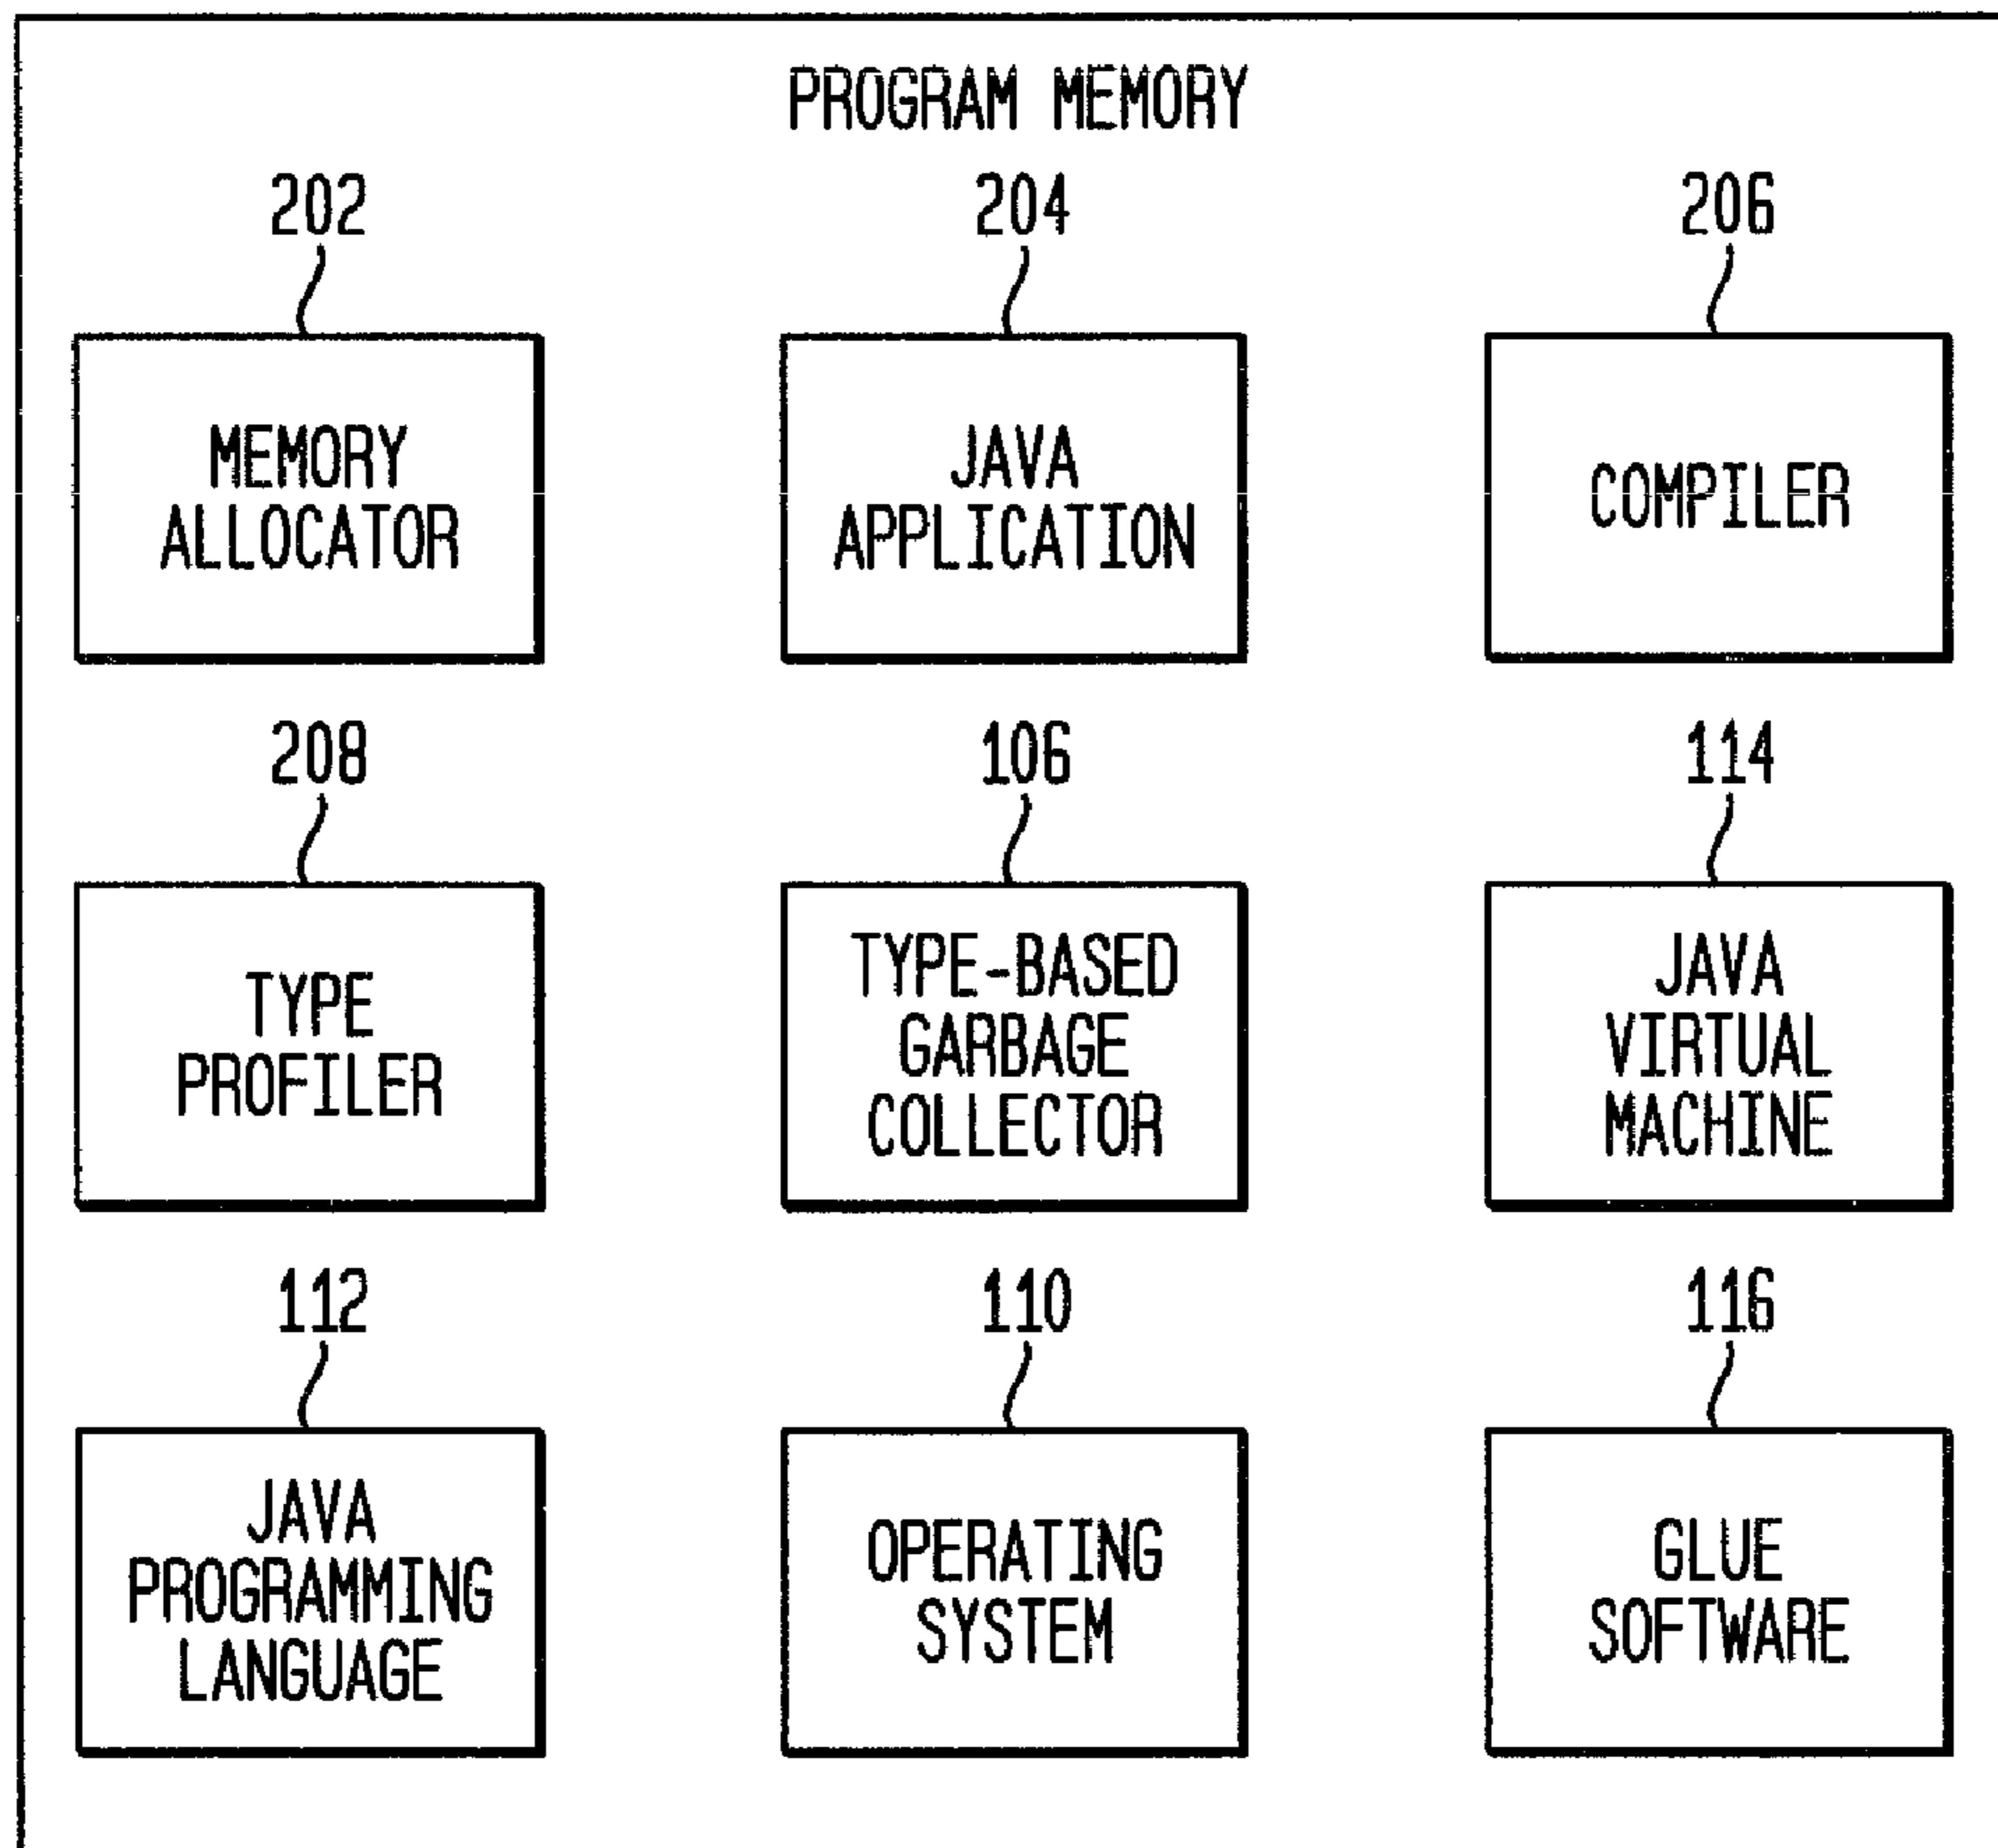 PROGRAM MEMORY
202
204
206
MEMORY
ALLOCATOR
JAVA
APPLICATION
COMPILER
208
106
114
TYPE
PROFILER
TYPE-BASED
GARBAGE
COLLECTOR
JAVA
VIRTUAL
MACHINE
112
110
116
JAVA
PROGRAMMING
LANGUAGE
OPERATING
SYSTEM
GLUE
SOFTWARE